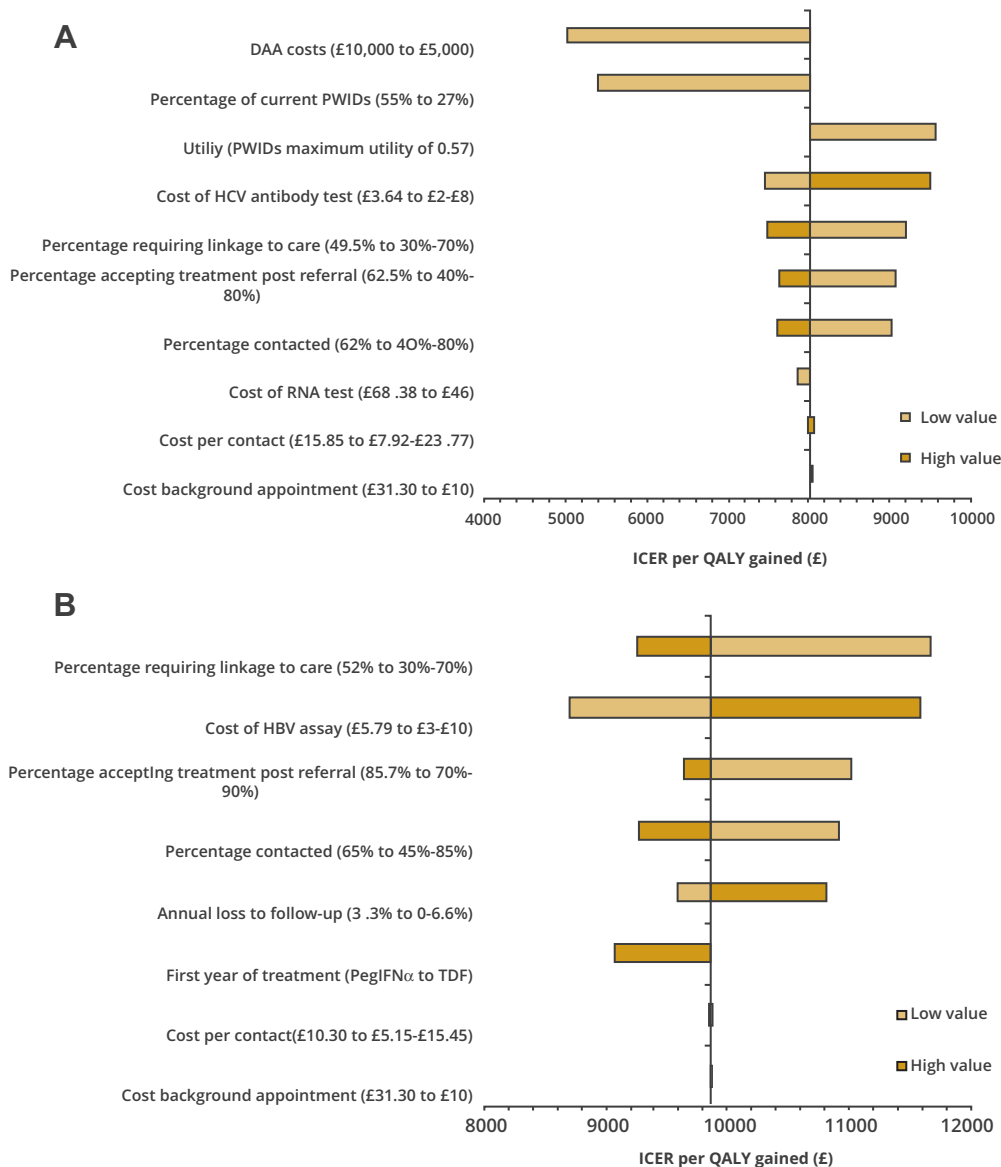 A
DAA costs (£10,000 to £5,000)
Percentage of current PWIDs (55% to 27%)
Utiliy (PWIDs maximum utility of 0.57)
Cost of HCV antibody test (£3.64 to £2-£8)
Percentage requiring linkage to care (49.5% to 30%-70%)
Percentage accepting treatment post referral (62.5% to 40%-
80%)
Percentage contacted (62% to 4O%-80%)
Cost of RNA test (£68 .38 to £46)
Cost per contact (£15.85 to £7.92-£23 .77)
Cost background appointment (£31.30 to £10)
Low value
High value
4000 5000 6000 7000 8000 9000 10000
ICER per QALY gained (£)
B
Percentage requiring linkage to care (52% to 30%-70%)
Cost of HBV assay (£5.79 to £3-£10)
Percentage acceptIng treatment post referral (85.7% to 70%-
90%)
Percentage contacted (65% to 45%-85%)
Annual loss to follow-up (3 .3% to 0-6.6%)
First year of treatment (PegIFNα to TDF)
Cost per contact(£10.30 to £5.15-£15.45)
Cost background appointment (£31.30 to £10)
Low value
High value
8000 9000 10000 11000 12000
ICER per QALY gained (£)